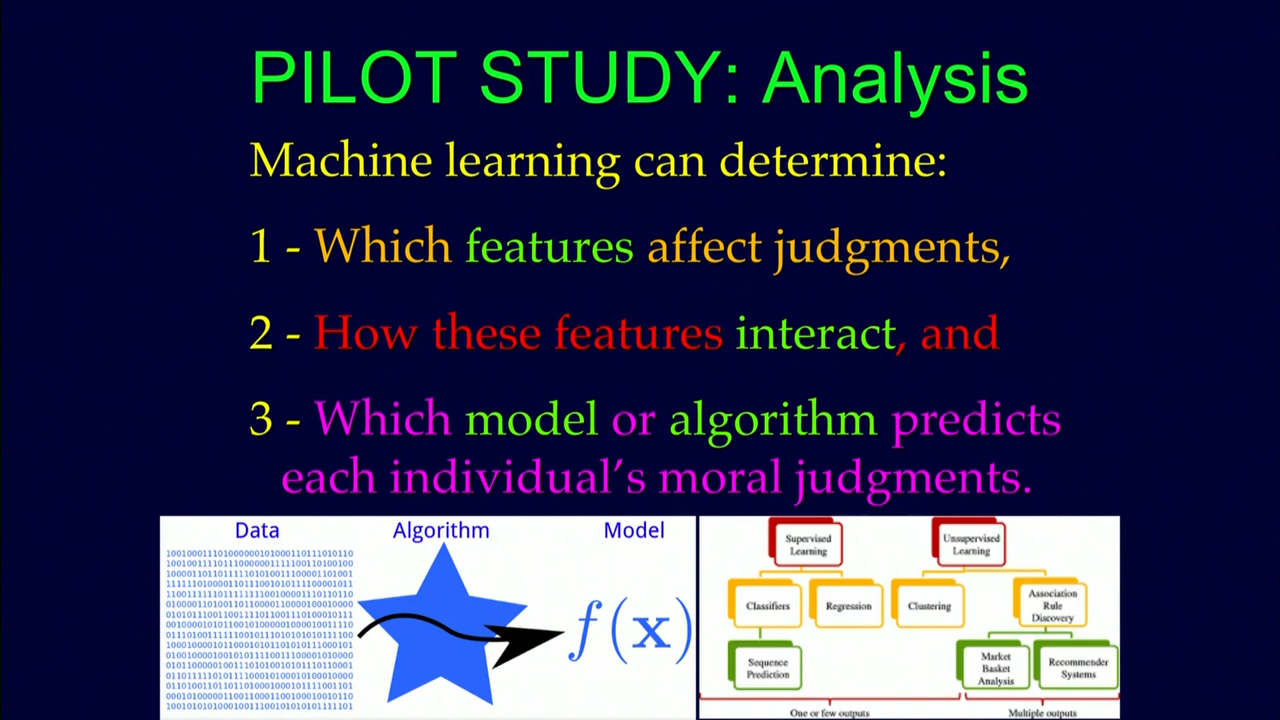 PILOT STUDY: Analysis
Machine learning can determine:
1 - Which features affect judgments,
2 - How these features interact, and
3 - Which model or algorithm predicts
each individual's moral judgments.
Data
Algorithm
Model
f(x)
Supervised
Learning
Unsupervised
Learning
Classifiers
Regression
Clustering
Association
Rule
Discovery
Sequence
Prediction
Market
Basket
Analysis
Recommender
Systems
One or few outputs
Multiple outputs